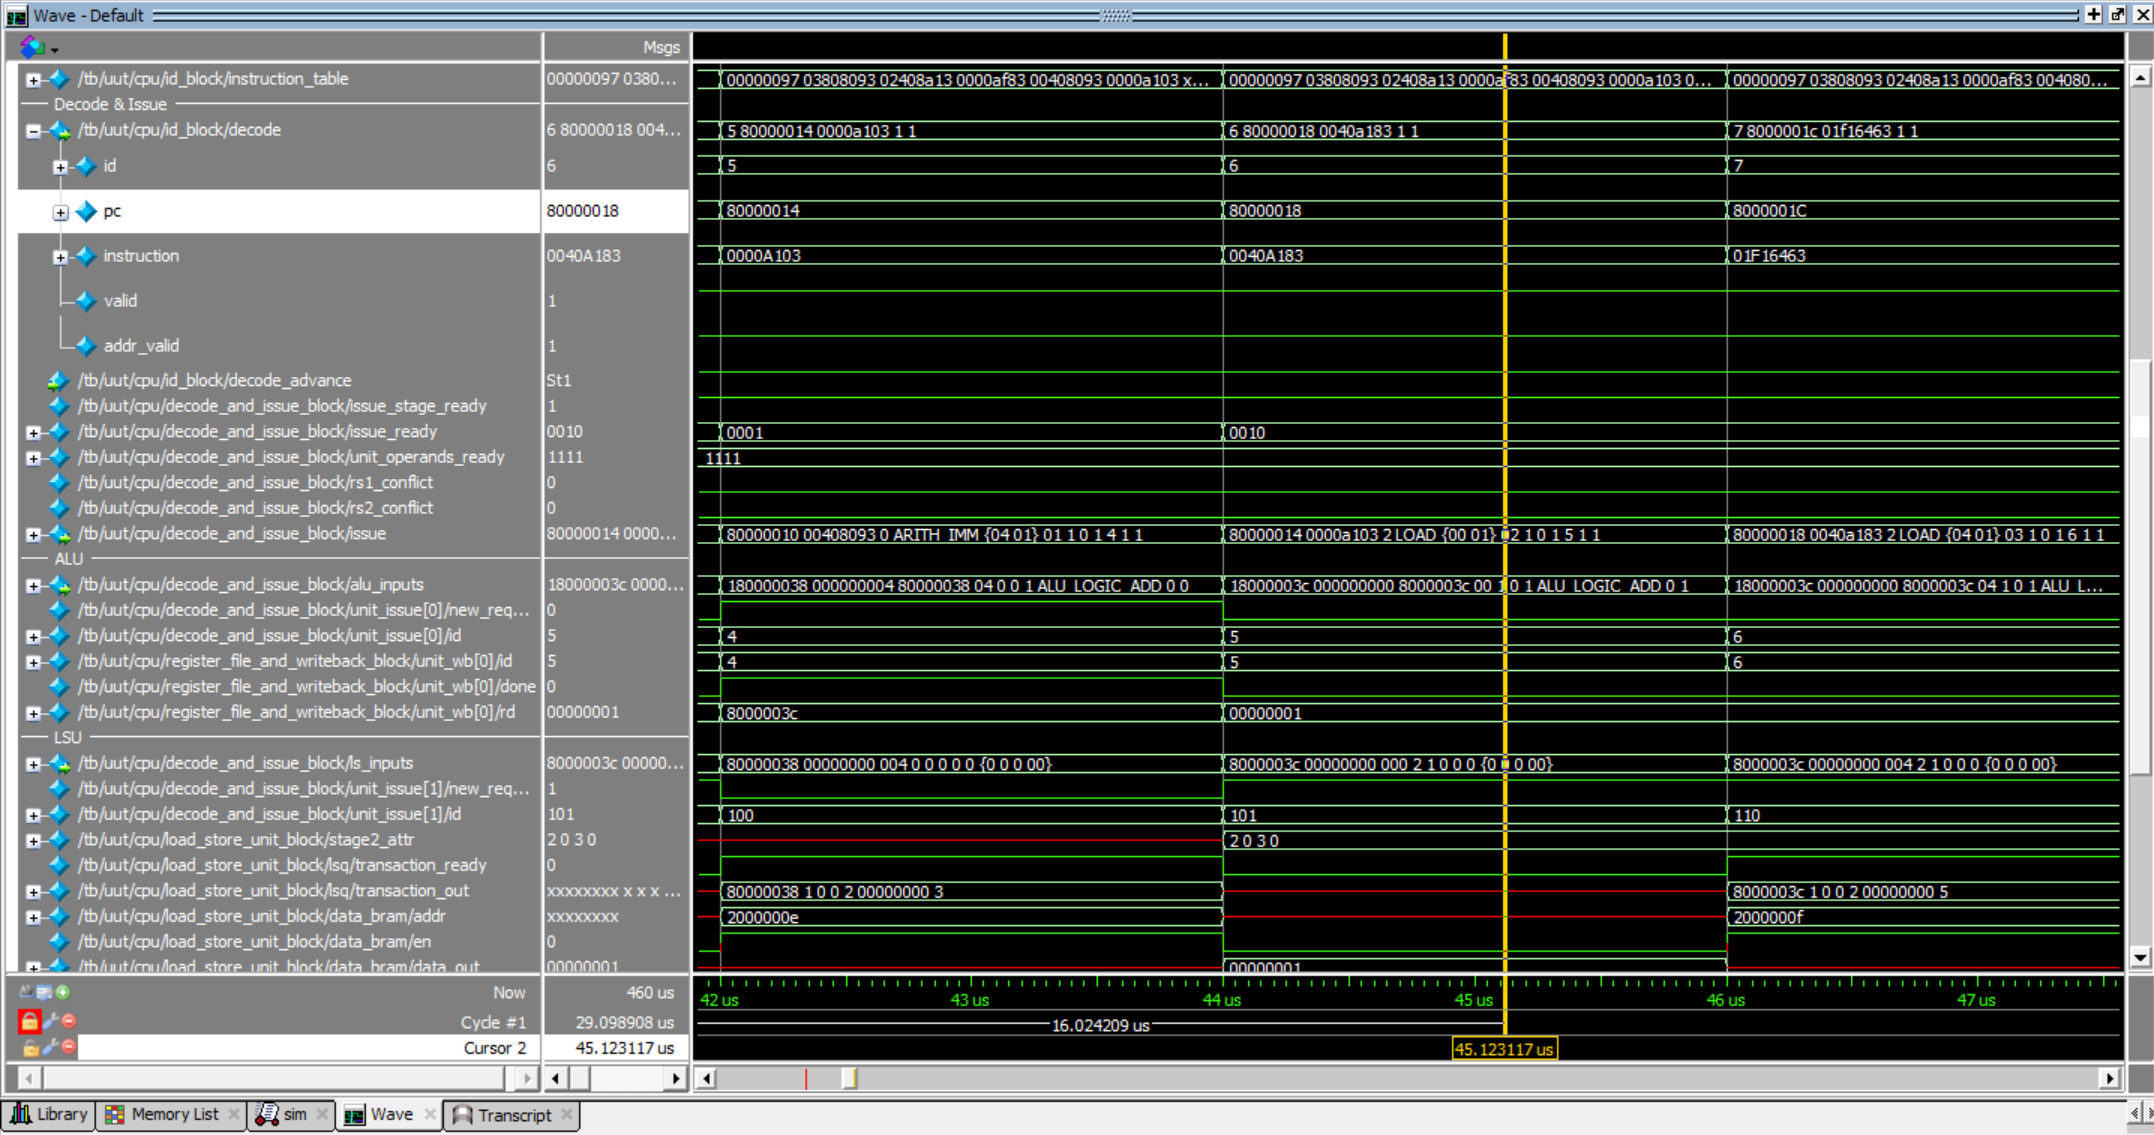 Wave - Default
Msgs
/tb/uut/cpu/id_block/instruction_table 00000097 0380... 00000097 03808093 02408a13 0000af83 00408093 0000a103 x... 00000097 03808093 02408a13 0000af83 00408093 0000a103 0... 00000097 03808093 02408a13 0000af83 004080...
Decode & Issue
/tb/uut/cpu/id_block/decode 6 80000018 004... 5 80000014 0000a103 1 1 6 80000018 0040a183 1 1 7 8000001c 01f16463 1 1
id 6 5 6 7
pc 80000018 80000014 80000018 8000001C
instruction 0040A183 0000A103 0040A183 01F16463
valid 1
addr_valid 1
/tb/uut/cpu/id_block/decode_advance St1
/tb/uut/cpu/decode_and_issue_block/issue_stage_ready 1
/tb/uut/cpu/decode_and_issue_block/issue_ready 0010 0001 0010
/tb/uut/cpu/decode_and_issue_block/unit_operands_ready 1111 1111
/tb/uut/cpu/decode_and_issue_block/rs1_conflict 0
/tb/uut/cpu/decode_and_issue_block/rs2_conflict 0
/tb/uut/cpu/decode_and_issue_block/issue 80000014 0000... 80000010 00408093 0 ARITH_IMM {04 01} 01 1 0 1 4 1 1 80000014 0000a103 2 LOAD {00 01} 2 1 0 1 5 1 1 80000018 0040a183 2 LOAD {04 01} 03 1 0 1 6 1 1
ALU
/tb/uut/cpu/decode_and_issue_block/alu_inputs 18000003c 0000... 180000038 000000004 80000038 04 0 0 1 ALU_LOGIC_ADD 0 0 18000003c 000000000 8000003c 00 1 0 1 ALU_LOGIC_ADD 0 1 18000003c 000000000 8000003c 04 1 0 1 ALU_L...
/tb/uut/cpu/decode_and_issue_block/unit_issue[0]/new_req... 0
/tb/uut/cpu/decode_and_issue_block/unit_issue[0]/id 5 4 5 6
/tb/uut/cpu/register_file_and_writeback_block/unit_wb[0]/id 5 4 5 6
/tb/uut/cpu/register_file_and_writeback_block/unit_wb[0]/done 0
/tb/uut/cpu/register_file_and_writeback_block/unit_wb[0]/rd 00000001 8000003c 00000001
LSU
/tb/uut/cpu/decode_and_issue_block/ls_inputs 8000003c 00000... 80000038 00000000 004 0 0 0 0 0 {0 0 0 00} 8000003c 00000000 000 2 1 0 0 0 {0 0 00} 8000003c 00000000 004 2 1 0 0 0 {0 0 0 00}
/tb/uut/cpu/decode_and_issue_block/unit_issue[1]/new_req... 1
/tb/uut/cpu/decode_and_issue_block/unit_issue[1]/id 101 100 101 110
/tb/uut/cpu/load_store_unit_block/stage2_attr 2 0 3 0 2 0 3 0
/tb/uut/cpu/load_store_unit_block/lsq/transaction_ready 0
/tb/uut/cpu/load_store_unit_block/lsq/transaction_out xxxxxxxx x x x ... 80000038 1 0 0 2 00000000 3 8000003c 1 0 0 2 00000000 5
/tb/uut/cpu/load_store_unit_block/data_bram/addr xxxxxxxx 2000000e 2000000f
/tb/uut/cpu/load_store_unit_block/data_bram/en 0
/tb/uut/cpu/load_store_unit_block/data_bram/data_out 00000001 00000001
Now 460 us 42 us 43 us 44 us 45 us 46 us 47 us
Cycle #1 29.098908 us 16.024209 us
Cursor 2 45.123117 us 45.123117 us
Library Memory List sim Wave Transcript